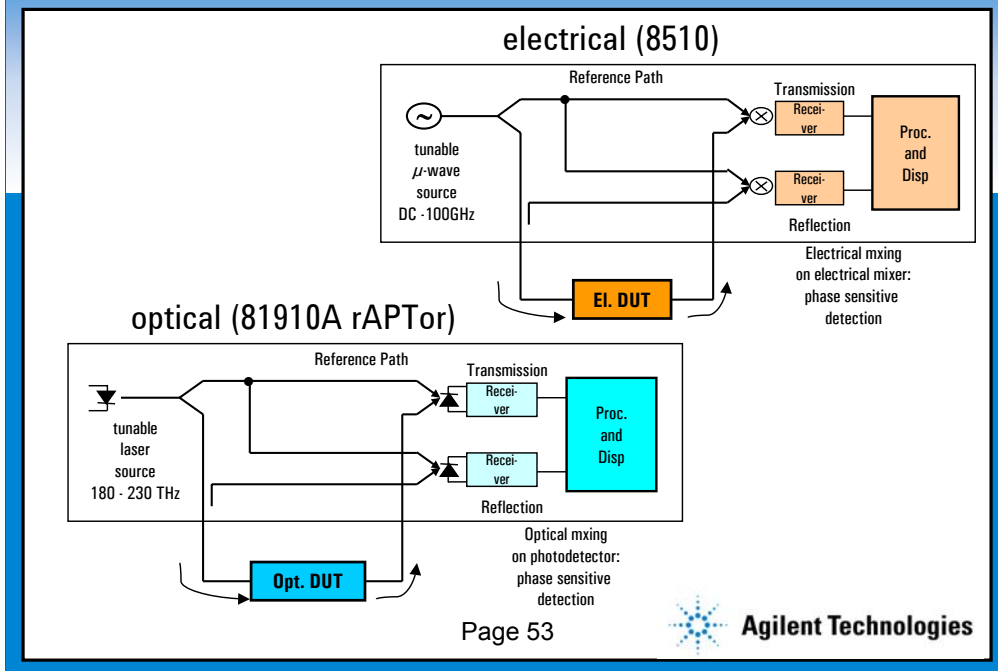 electrical (8510)
Reference Path
Transmission
Recei-
ver
Proc.
and
Disp
~
tunable
μ-wave
source
DC -100GHz
Recei-
ver
Reflection
Electrical mxing
on electrical mixer:
phase sensitive
detection
El. DUT
optical (81910A rAPTor)
Reference Path
Transmission
Recei-
ver
Proc.
and
Disp
tunable
laser
source
180 - 230 THz
Recei-
ver
Reflection
Optical mxing
on photodetector:
phase sensitive
detection
Opt. DUT
Page 53
Agilent Technologies